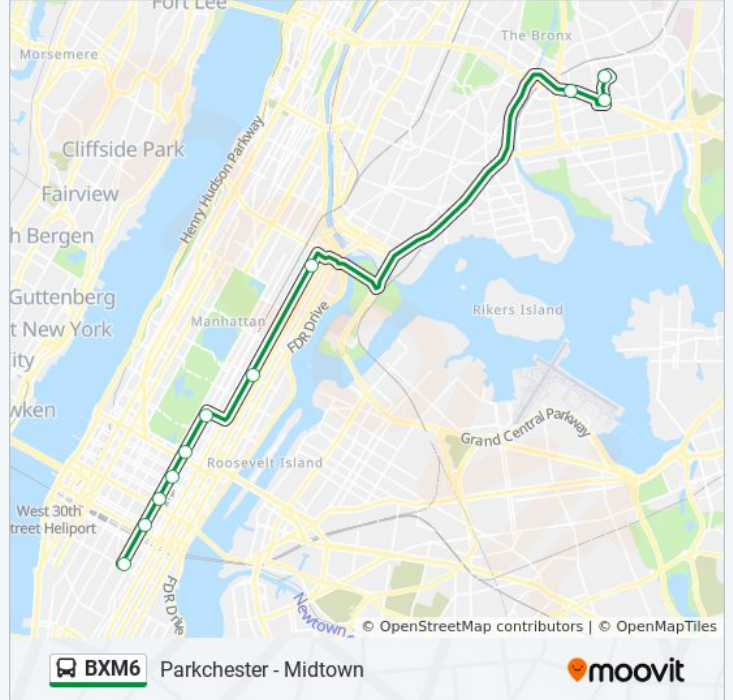 Fort Lee
The Bronx
Morsemere
Cliffside Park
Henry Hudson Parkway
Fairview
h Bergen
Guttenberg
Rikers Island
Manhattan
FDR Drive
t New York
ity
wken
Grand Central Parkway
Roosevelt Island
West 30th
treet Heliport
FDR Drive
Newtown
© OpenStreetMap contributors | © OpenMapTiles
BXM6 Parkchester - Midtown
moovit